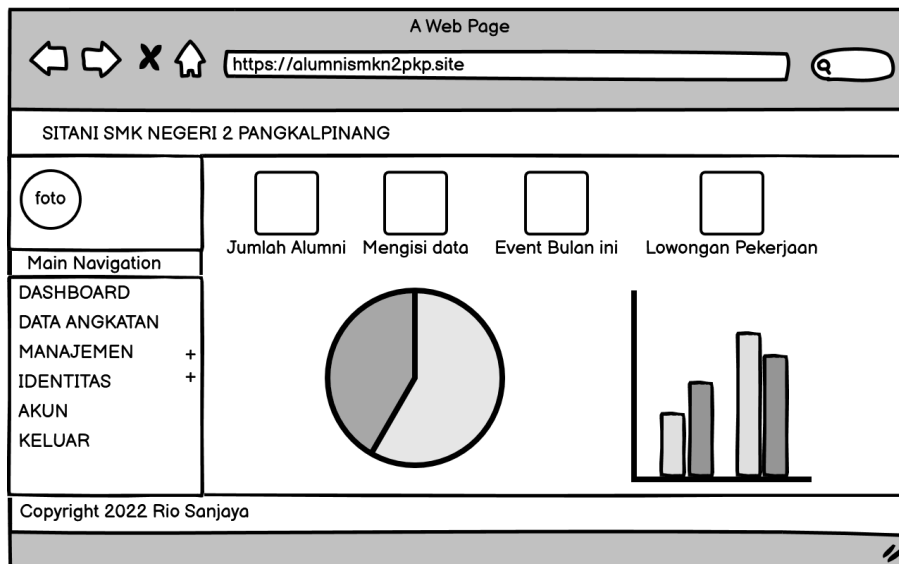 A Web Page
https://alumnismkn2pkp.site
SITANI SMK NEGERI 2 PANGKALPINANG
foto
Main Navigation
DASHBOARD
DATA ANGKATAN
MANAJEMEN +
IDENTITAS +
AKUN
KELUAR
Jumlah Alumni
Mengisi data
Event Bulan ini
Lowongan Pekerjaan
Copyright 2022 Rio Sanjaya